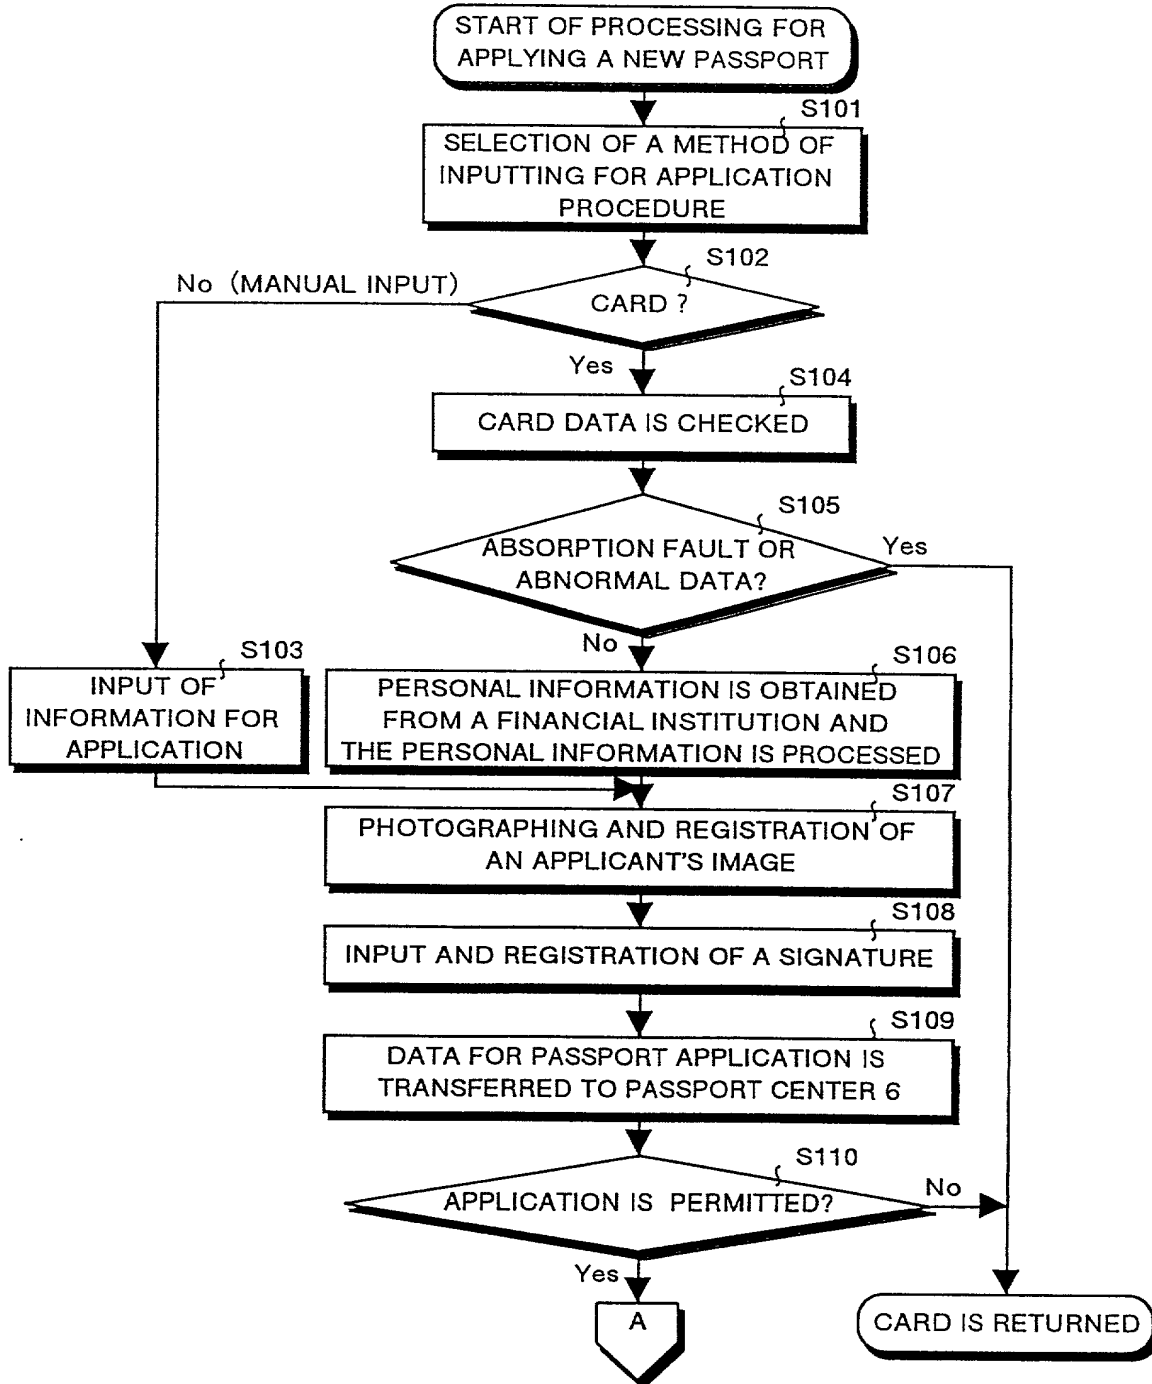 START OF PROCESSING FOR
APPLYING A NEW PASSPORT
S101
SELECTION OF A METHOD OF
INPUTTING FOR APPLICATION
PROCEDURE
S102
No (MANUAL INPUT)
CARD ?
Yes
S104
CARD DATA IS CHECKED
S105
ABSORPTION FAULT OR
ABNORMAL DATA?
Yes
No
S103
INPUT OF
INFORMATION FOR
APPLICATION
S106
PERSONAL INFORMATION IS OBTAINED
FROM A FINANCIAL INSTITUTION AND
THE PERSONAL INFORMATION IS PROCESSED
S107
PHOTOGRAPHING AND REGISTRATION OF
AN APPLICANT'S IMAGE
S108
INPUT AND REGISTRATION OF A SIGNATURE
S109
DATA FOR PASSPORT APPLICATION IS
TRANSFERRED TO PASSPORT CENTER 6
S110
APPLICATION IS PERMITTED?
No
Yes
A
CARD IS RETURNED